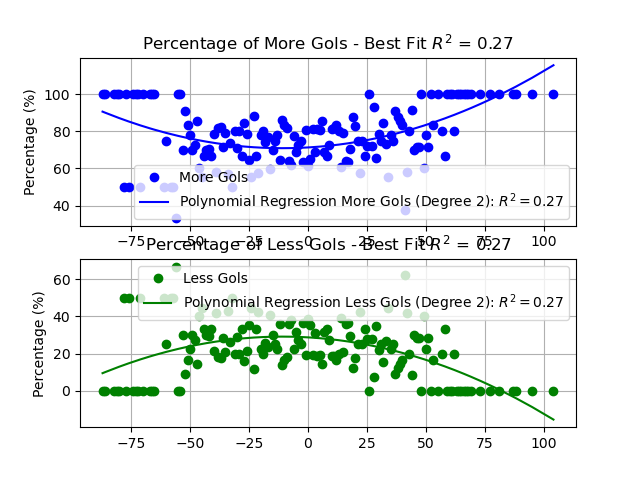 Percentage of More Gols - Best Fit R² = 0.27
Percentage (%)
100
80
60
40
More Gols
Polynomial Regression More Gols (Degree 2): R² = 0.27
−75 −50 −25 0 25 50 75 100
Percentage of Less Gols - Best Fit R² = 0.27
Percentage (%)
60
40
20
0
Less Gols
Polynomial Regression Less Gols (Degree 2): R² = 0.27
−75 −50 −25 0 25 50 75 100